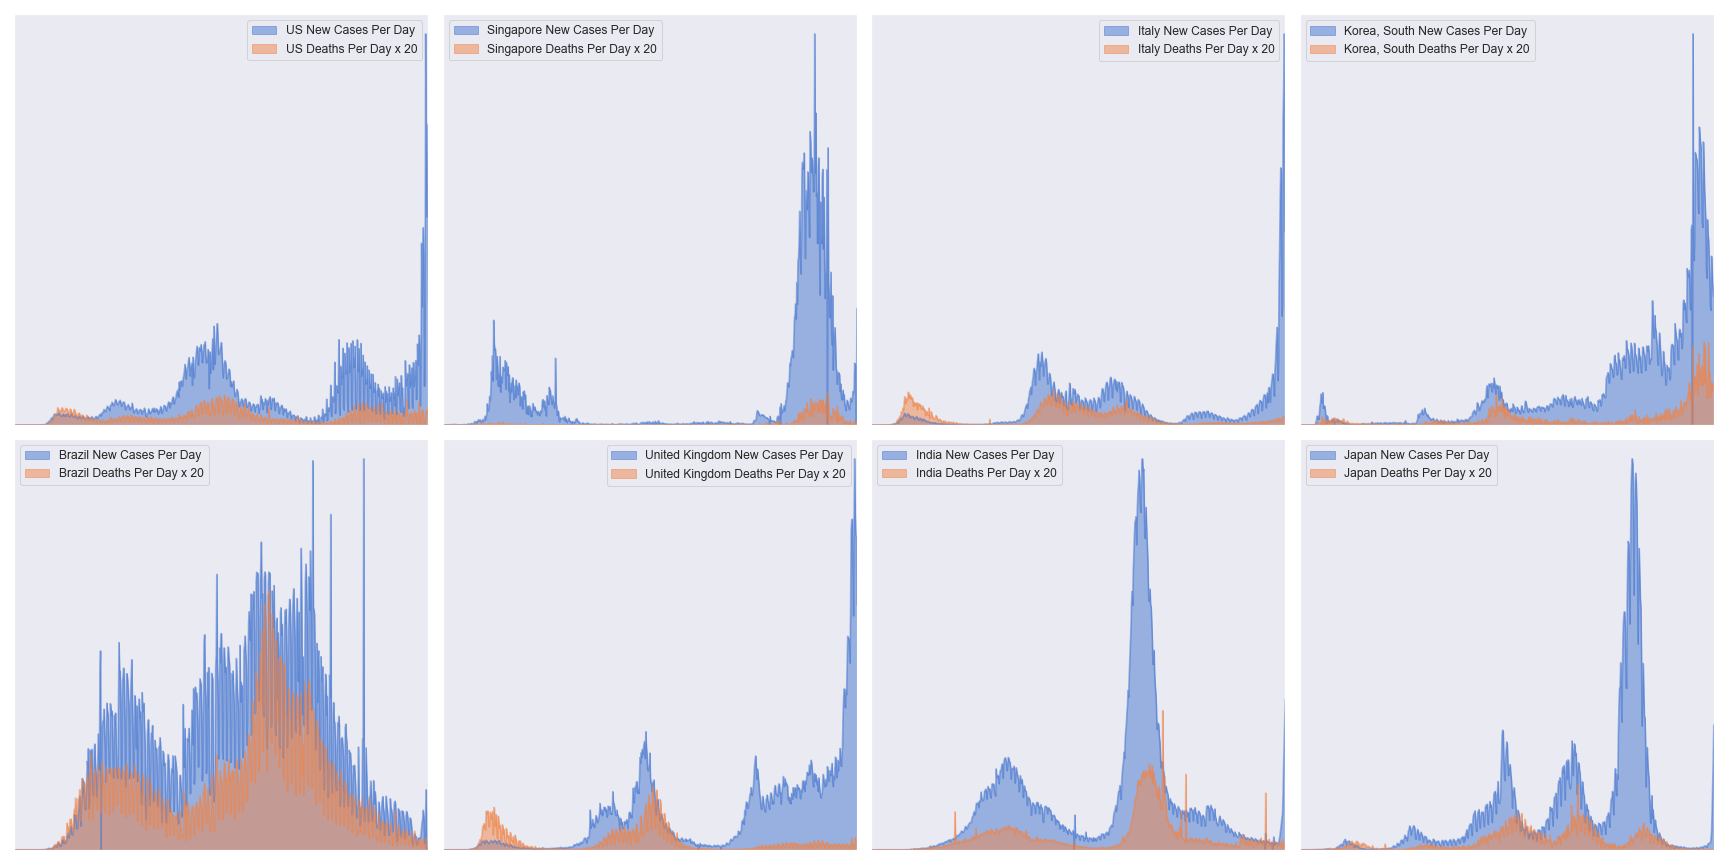 US New Cases Per Day
US Deaths Per Day x 20
Singapore New Cases Per Day
Singapore Deaths Per Day x 20
Italy New Cases Per Day
Italy Deaths Per Day x 20
Korea, South New Cases Per Day
Korea, South Deaths Per Day x 20
Brazil New Cases Per Day
Brazil Deaths Per Day x 20
United Kingdom New Cases Per Day
United Kingdom Deaths Per Day x 20
India New Cases Per Day
India Deaths Per Day x 20
Japan New Cases Per Day
Japan Deaths Per Day x 20